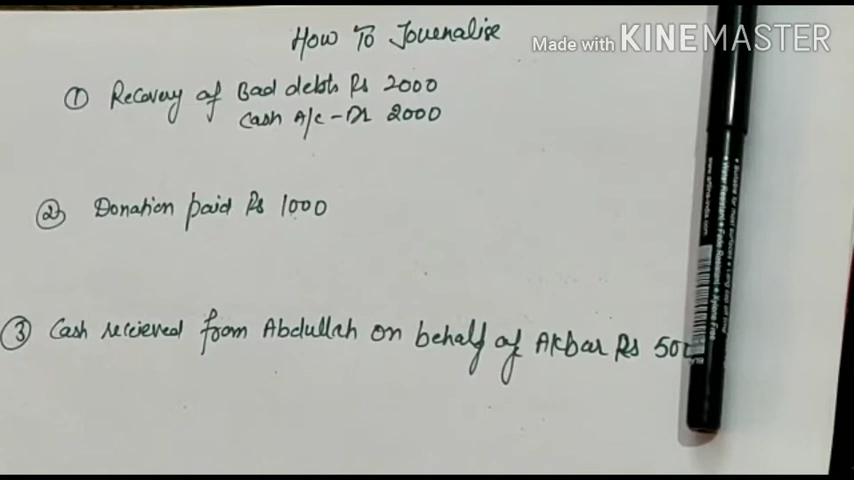 How To Journalise
Made with KINEMASTER
① Recovery of Bad debts Rs 2000
Cash A/c - Dr 2000
② Donation paid Rs 1000
③ Cash recieved from Abdullah on behalf of Akbar Rs